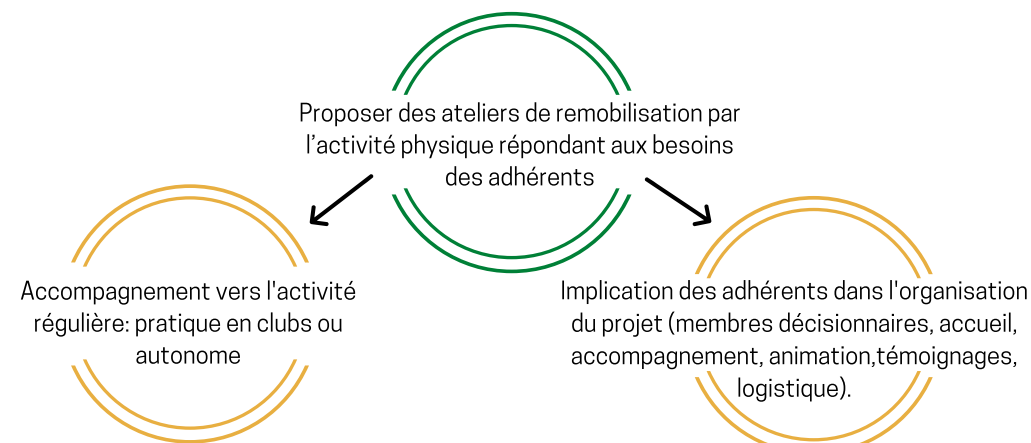 Proposer des ateliers de remobilisation par
l’activité physique répondant aux besoins
des adhérents
Accompagnement vers l'activité
régulière: pratique en clubs ou
autonome
Implication des adhérents dans l'organisation
du projet (membres décisionnaires, accueil,
accompagnement, animation,témoignages,
logistique).